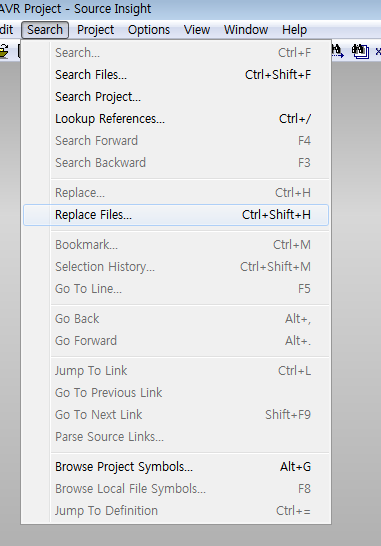 AVR Project - Source Insight
dit Search Project Options View Window Help
Search... Ctrl+F
Search Files... Ctrl+Shift+F
Search Project...
Lookup References... Ctrl+/
Search Forward F4
Search Backward F3
Replace... Ctrl+H
Replace Files... Ctrl+Shift+H
Bookmark... Ctrl+M
Selection History... Ctrl+Shift+M
Go To Line... F5
Go Back Alt+,
Go Forward Alt+.
Jump To Link Ctrl+L
Go To Previous Link
Go To Next Link Shift+F9
Parse Source Links...
Browse Project Symbols... Alt+G
Browse Local File Symbols... F8
Jump To Definition Ctrl+=